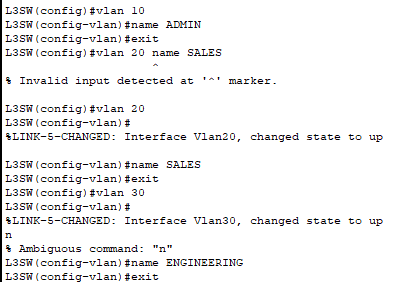 L3SW(config)#vlan 10
L3SW(config-vlan)#name ADMIN
L3SW(config-vlan)#exit
L3SW(config)#vlan 20 name SALES
^
% Invalid input detected at '^' marker.
L3SW(config)#vlan 20
L3SW(config-vlan)#
%LINK-5-CHANGED: Interface Vlan20, changed state to up
L3SW(config-vlan)#name SALES
L3SW(config-vlan)#exit
L3SW(config)#vlan 30
L3SW(config-vlan)#
%LINK-5-CHANGED: Interface Vlan30, changed state to up
n
% Ambiguous command: "n"
L3SW(config-vlan)#name ENGINEERING
L3SW(config-vlan)#exit